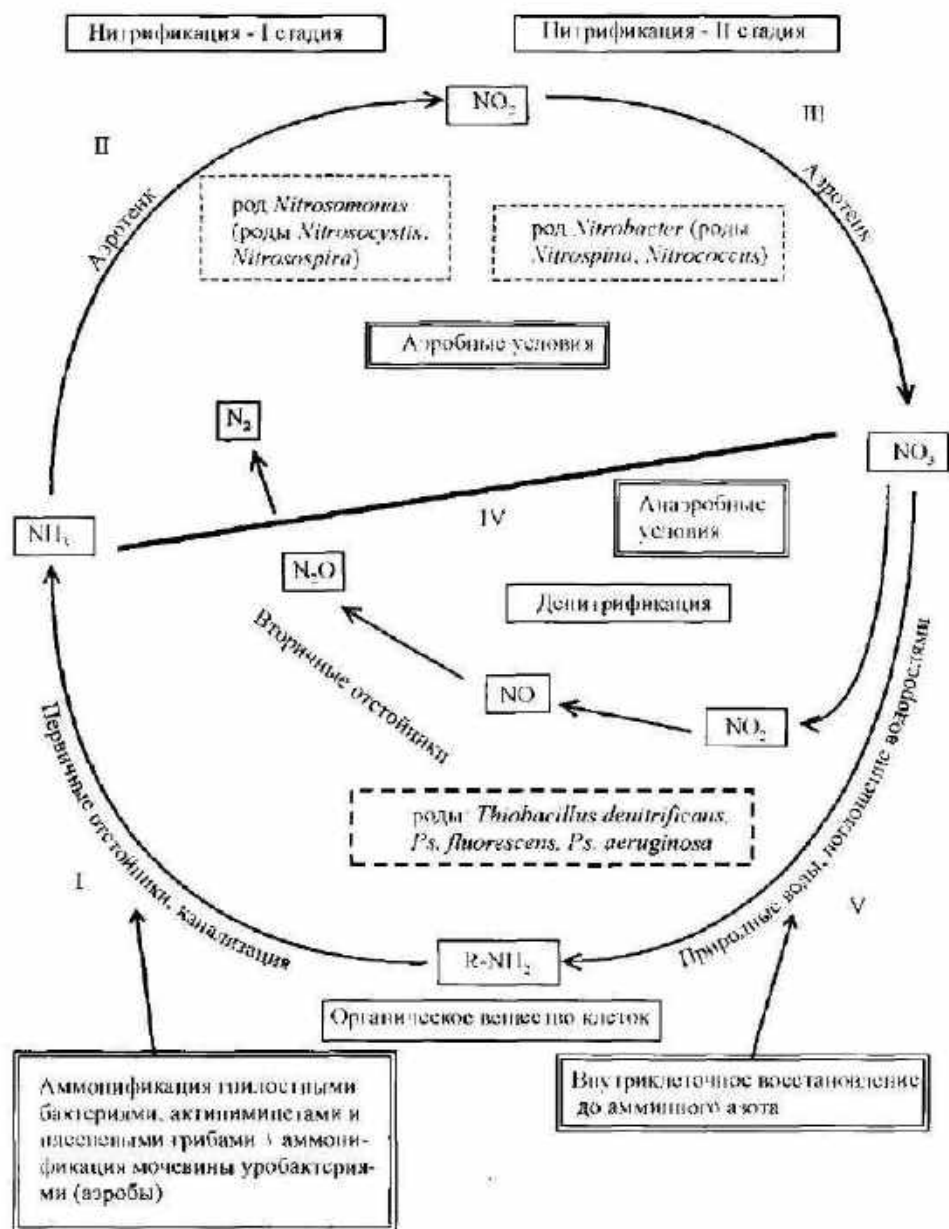 Нитрификация - I стадия
Нитрификация - II стадия
NO₂
II
III
Аэротенк
Аэротенк
род Nitrosomonas
(роды Nitrosocystis,
Nitrosospira)
род Nitrobacter (роды
Nitrospina, Nitrococcus)
Аэробные условия
N₂
NO₃
IV
Анаэробные
условия
NH₃
N₂O
Денитрификация
Вторичные отстойники
NO
NO₂
роды: Thiobacillus denitrificans,
Ps. fluorescens, Ps. aeruginosa
Первичные отстойники, канализация
I
Природные воды, поглощение водорослями
V
R-NH₂
Органическое вещество клеток
Аммонификация гнилостными
бактериями, актиномицетами и
плесневыми грибами + аммони-
фикация мочевины уробактерия-
ми (аэробы)
Внутриклеточное восстановление
до амминного азота